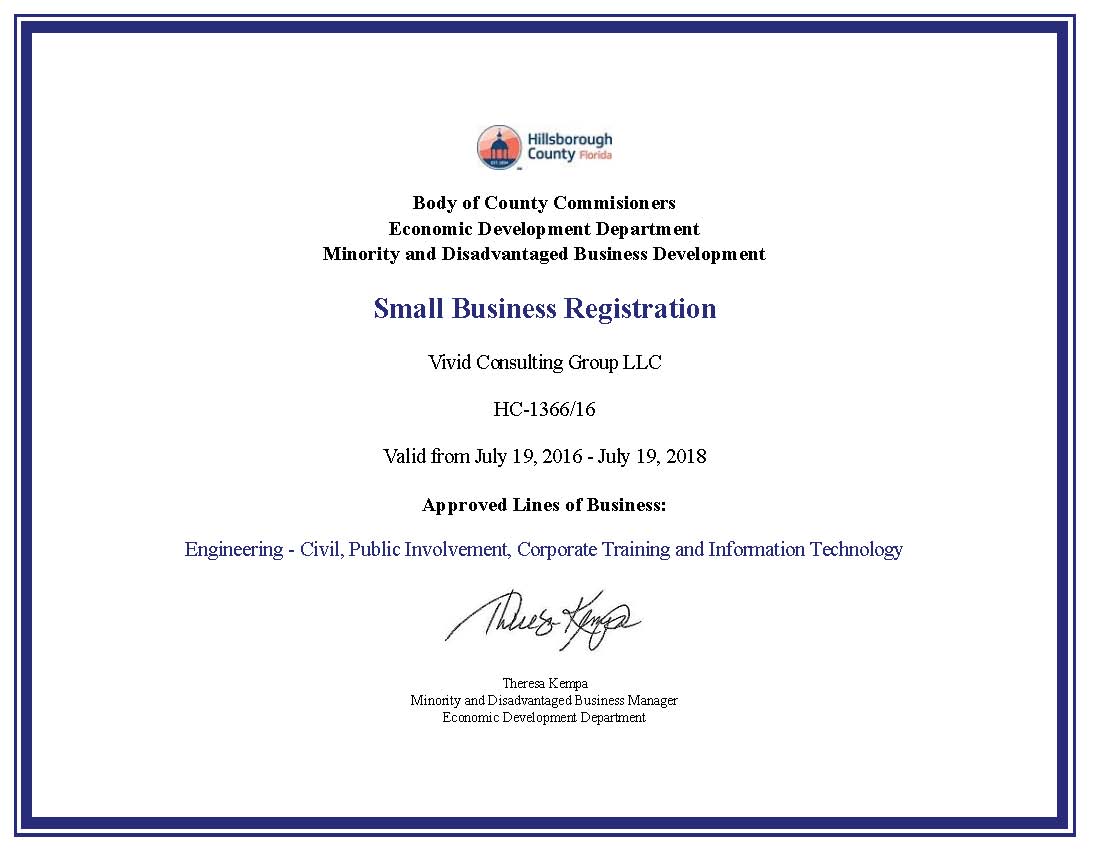 Hillsborough
County Florida
EST. 1834
Body of County Commisioners
Economic Development Department
Minority and Disadvantaged Business Development
Small Business Registration
Vivid Consulting Group LLC
HC-1366/16
Valid from July 19, 2016 - July 19, 2018
Approved Lines of Business:
Engineering - Civil, Public Involvement, Corporate Training and Information Technology
Theresa Kempa
Theresa Kempa
Minority and Disadvantaged Business Manager
Economic Development Department